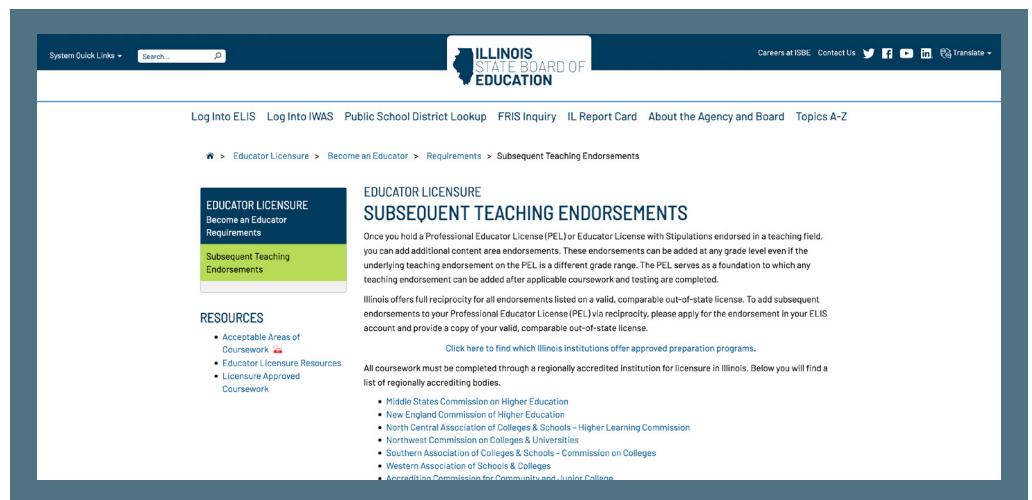 System Quick Links
Search...
ILLINOIS
STATE BOARD OF
EDUCATION
Careers at ISBE Contact Us Translate
Log Into ELIS Log Into IWAS Public School District Lookup FRIS Inquiry IL Report Card About the Agency and Board Topics A-Z
> Educator Licensure > Become an Educator > Requirements > Subsequent Teaching Endorsements
EDUCATOR LICENSURE
Become an Educator
Requirements
Subsequent Teaching
Endorsements
RESOURCES
• Acceptable Areas of
Coursework
• Educator Licensure Resources
• Licensure Approved
Coursework
EDUCATOR LICENSURE
SUBSEQUENT TEACHING ENDORSEMENTS
Once you hold a Professional Educator License (PEL) or Educator License with Stipulations endorsed in a teaching field,
you can add additional content area endorsements. These endorsements can be added at any grade level even if the
underlying teaching endorsement on the PEL is a different grade range. The PEL serves as a foundation to which any
teaching endorsement can be added after applicable coursework and testing are completed.
Illinois offers full reciprocity for all endorsements listed on a valid, comparable out-of-state license. To add subsequent
endorsements to your Professional Educator License (PEL) via reciprocity, please apply for the endorsement in your ELIS
account and provide a copy of your valid, comparable out-of-state license.
Click here to find which Illinois institutions offer approved preparation programs.
All coursework must be completed through a regionally accredited institution for licensure in Illinois. Below you will find a
list of regionally accrediting bodies.
• Middle States Commission on Higher Education
• New England Commission of Higher Education
• North Central Association of Colleges & Schools – Higher Learning Commission
• Northwest Commission on Colleges & Universities
• Southern Association of Colleges & Schools – Commission on Colleges
• Western Association of Schools & Colleges
• Accrediting Commission for Community and Junior College